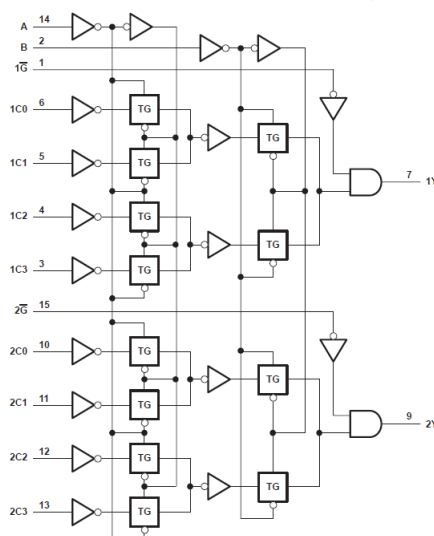 A 14
B 2
1G̅ 1
1C0 6
TG
TG
1C1 5
TG
7 1Y
1C2 4
TG
TG
1C3 3
TG
2G̅ 15
2C0 10
TG
TG
2C1 11
TG
9 2Y
2C2 12
TG
TG
2C3 13
TG